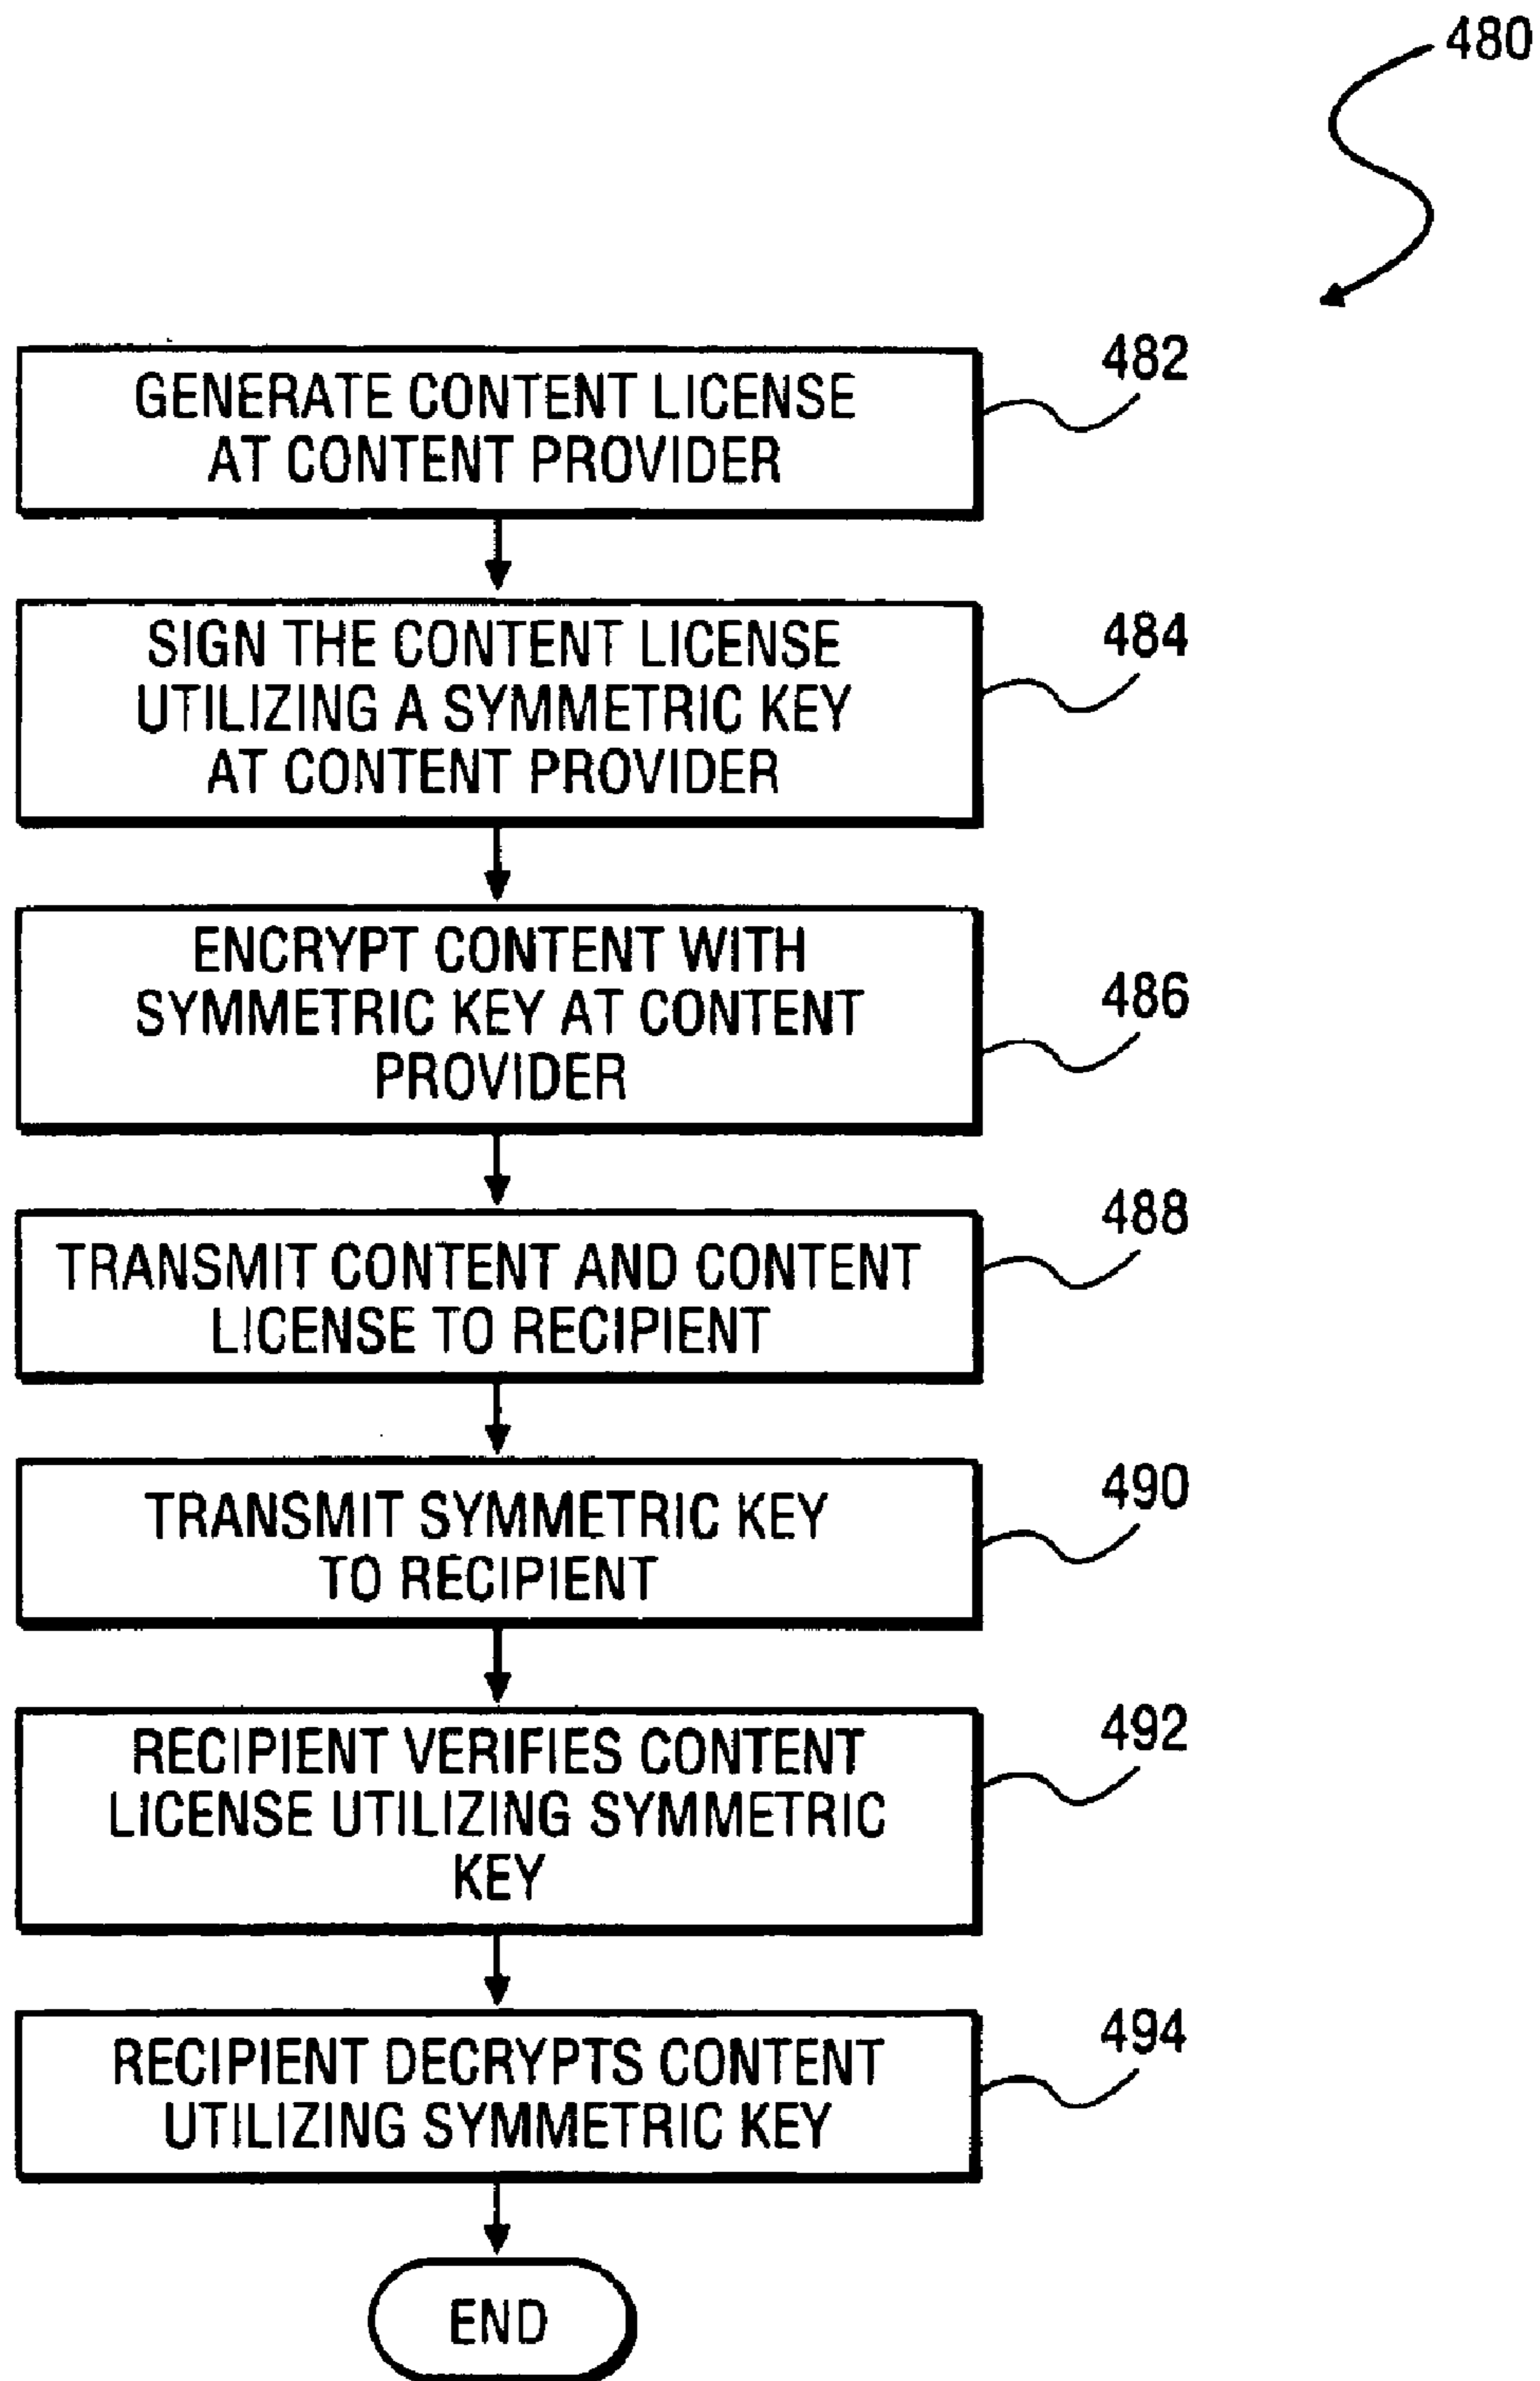 480
482
GENERATE CONTENT LICENSE
AT CONTENT PROVIDER
484
SIGN THE CONTENT LICENSE
UTILIZING A SYMMETRIC KEY
AT CONTENT PROVIDER
486
ENCRYPT CONTENT WITH
SYMMETRIC KEY AT CONTENT
PROVIDER
488
TRANSMIT CONTENT AND CONTENT
LICENSE TO RECIPIENT
490
TRANSMIT SYMMETRIC KEY
TO RECIPIENT
492
RECIPIENT VERIFIES CONTENT
LICENSE UTILIZING SYMMETRIC
KEY
494
RECIPIENT DECRYPTS CONTENT
UTILIZING SYMMETRIC KEY
END